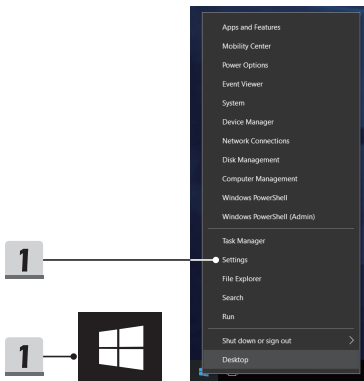 Apps and Features
Mobility Center
Power Options
Event Viewer
System
Device Manager
Network Connections
Disk Management
Computer Management
Windows PowerShell
Windows PowerShell (Admin)
Task Manager
1
Settings
File Explorer
Search
Run
Shut down or sign out
1
Desktop